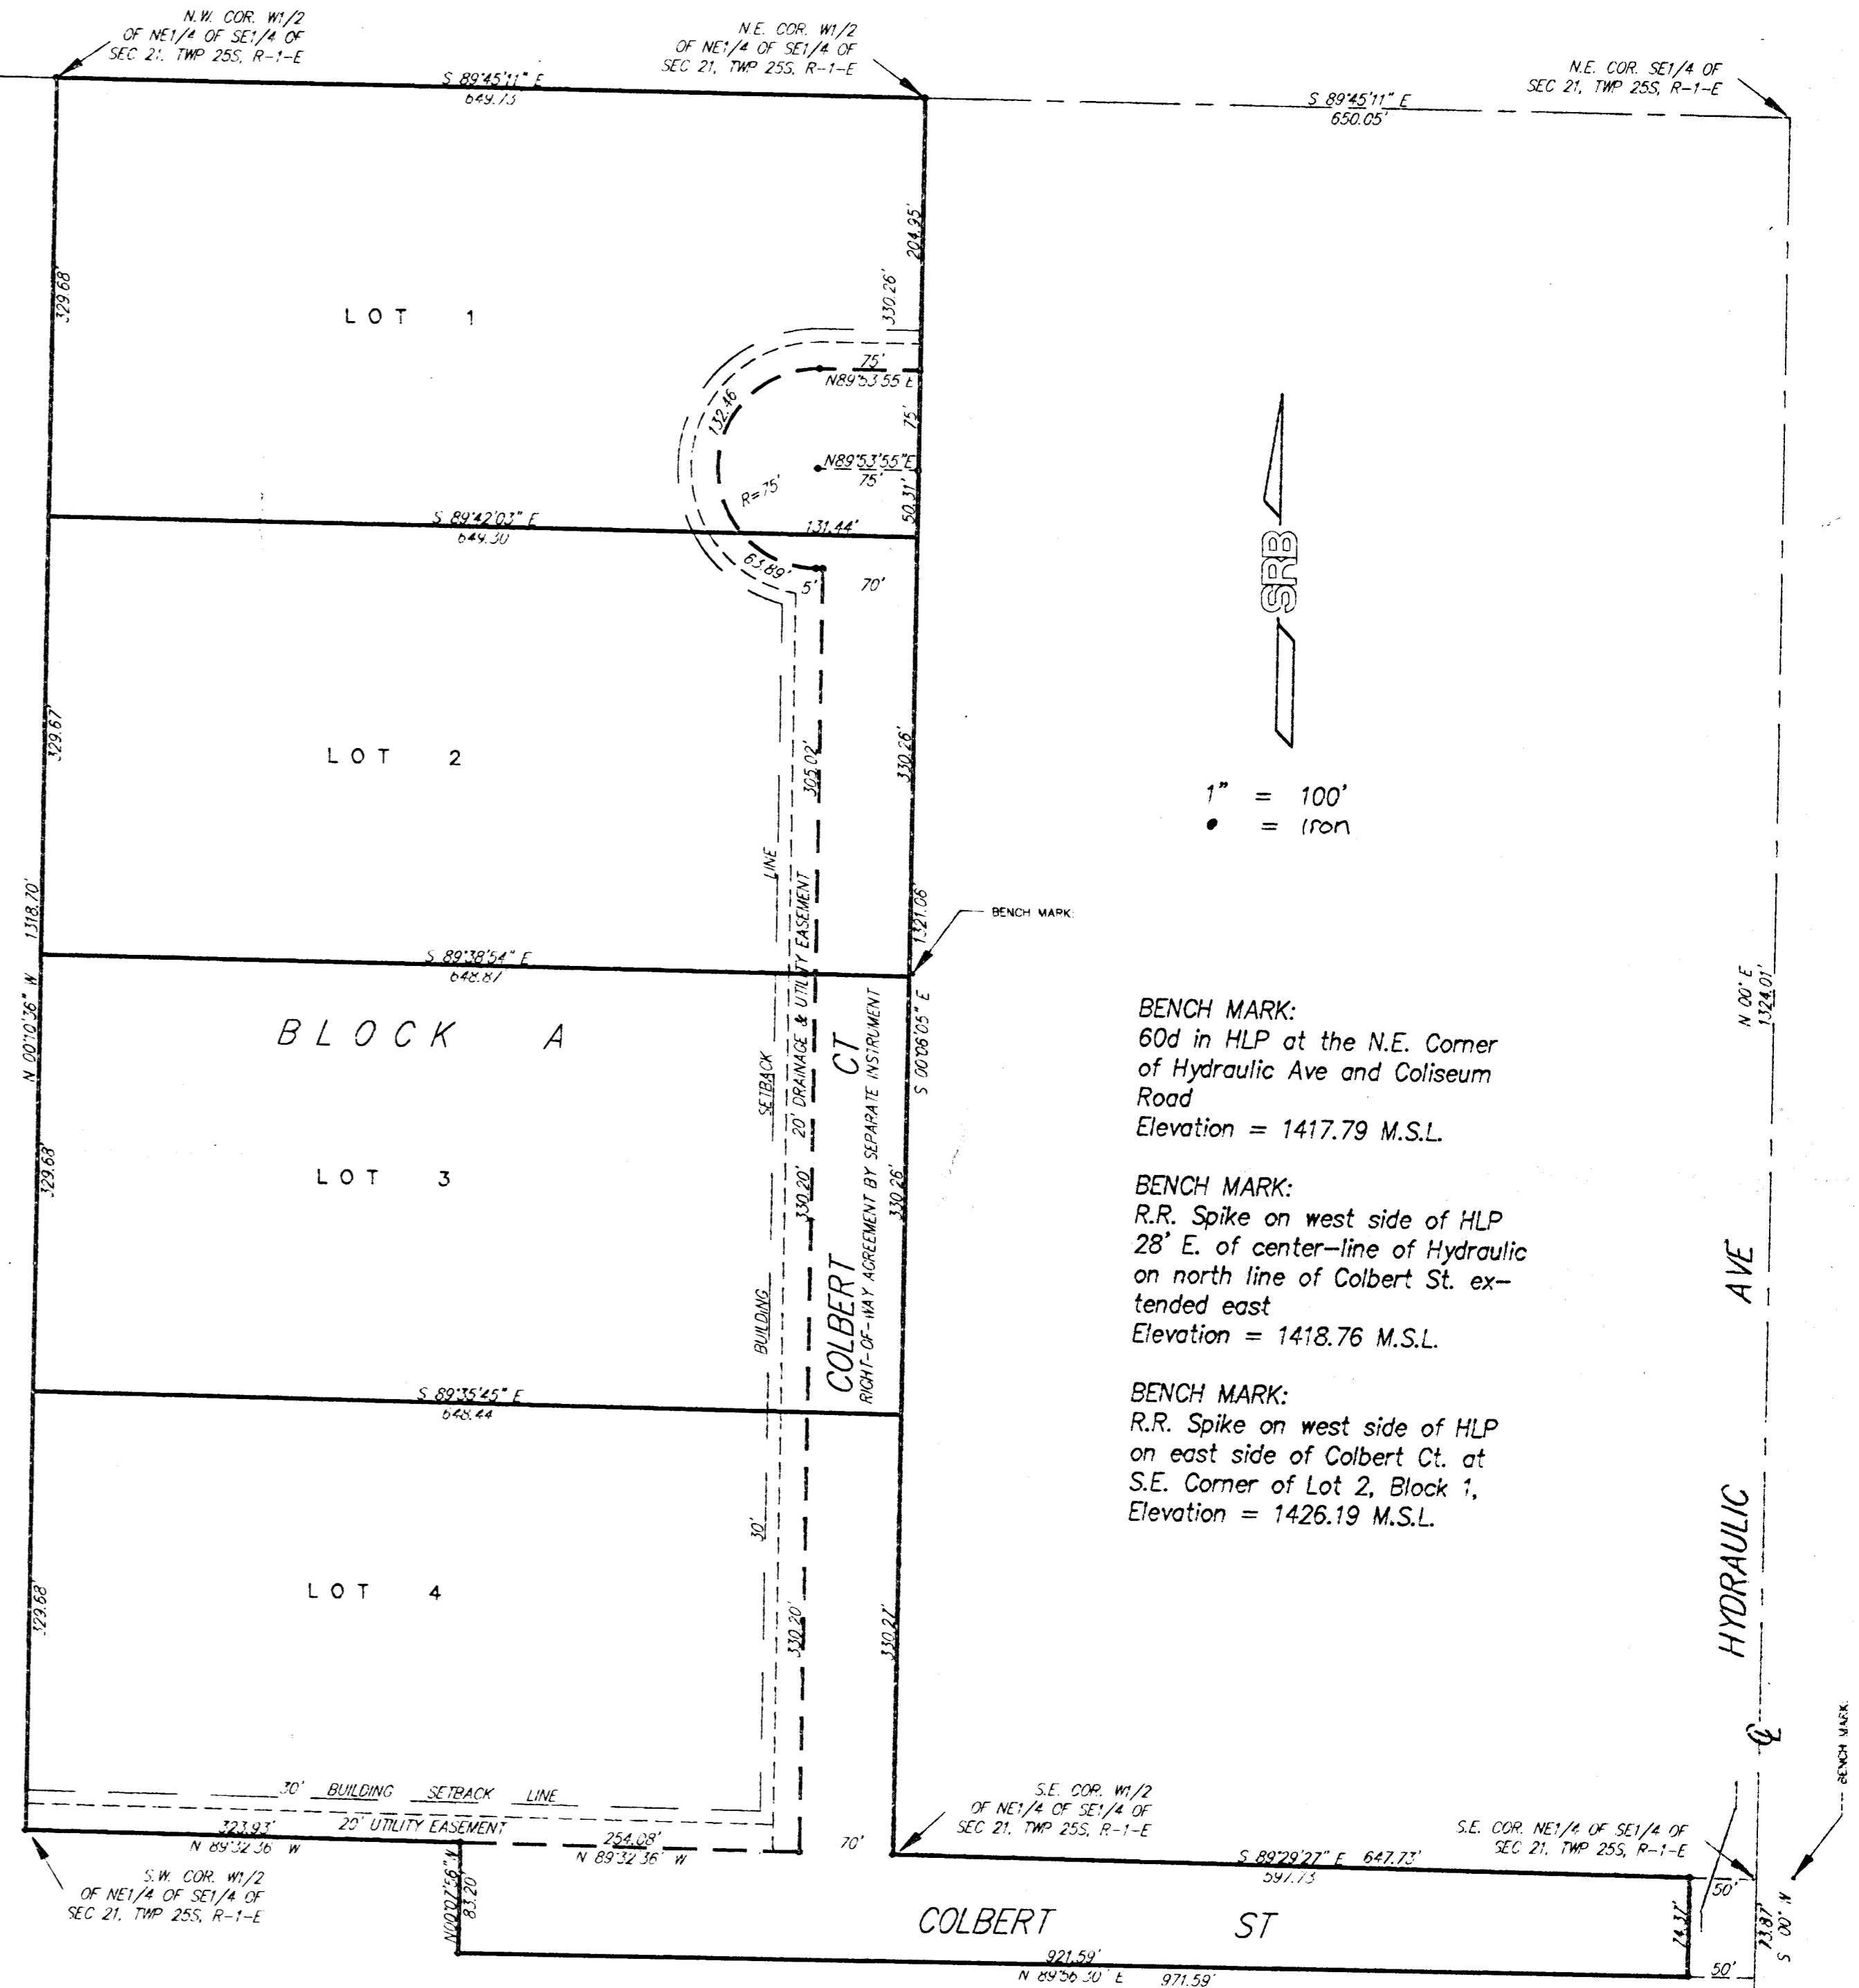 N.W. COR. W1/2
OF NE1/4 OF SE1/4 OF
SEC 21, TWP 25S, R-1-E
N.E. COR. W1/2
OF NE1/4 OF SE1/4 OF
SEC 21, TWP 25S, R-1-E
N.E. COR. SE1/4 OF
SEC 21, TWP 25S, R-1-E
S 89°45'11" E
649.73
S 89°45'11" E
650.05'
204.95'
330.26'
329.68'
LOT 1
75'
N89°53'55 E
132.46
75'
N89°53'55"E
75'
R=75'
50.31'
S 89°42'03" E
649.30
131.44'
63.89'
5'
70'
SRB
329.67'
LOT 2
305.02'
330.26'
1" = 100'
• = Iron
LINE
1318.70'
1321.06'
BENCH MARK:
S 89°38'54" E
648.87
N 00°10'36" W
BLOCK A
SETBACK
20' DRAINAGE & UTILITY EASEMENT
COLBERT CT
RIGHT-OF-WAY AGREEMENT BY SEPARATE INSTRUMENT
S 00°06'05" E
N 00° E
1324.01'
BENCH MARK:
60d in HLP at the N.E. Corner
of Hydraulic Ave and Coliseum
Road
Elevation = 1417.79 M.S.L.
BENCH MARK:
R.R. Spike on west side of HLP
28' E. of center-line of Hydraulic
on north line of Colbert St. ex-
tended east
Elevation = 1418.76 M.S.L.
BENCH MARK:
R.R. Spike on west side of HLP
on east side of Colbert Ct. at
S.E. Corner of Lot 2, Block 1,
Elevation = 1426.19 M.S.L.
329.68'
LOT 3
330.20'
330.26'
BUILDING
S 89°35'45" E
648.44
HYDRAULIC AVE
30'
329.68'
LOT 4
330.20'
330.27'
30' BUILDING SETBACK LINE
20' UTILITY EASEMENT
323.93'
N 89°32'36 W
254.08'
N 89°32'36' W
70'
S.W. COR. W1/2
OF NE1/4 OF SE1/4 OF
SEC 21, TWP 25S, R-1-E
N00°07'56" W
83.20'
S.E. COR. W1/2
OF NE1/4 OF SE1/4 OF
SEC 21, TWP 25S, R-1-E
S 89°29'27" E 647.73'
597.73
S.E. COR. NE1/4 OF SE1/4 OF
SEC 21, TWP 25S, R-1-E
BENCH MARK:
50'
74.37'
73.87'
S 00° W
COLBERT ST
921.59'
N 89°56'30' E 971.59'
50'